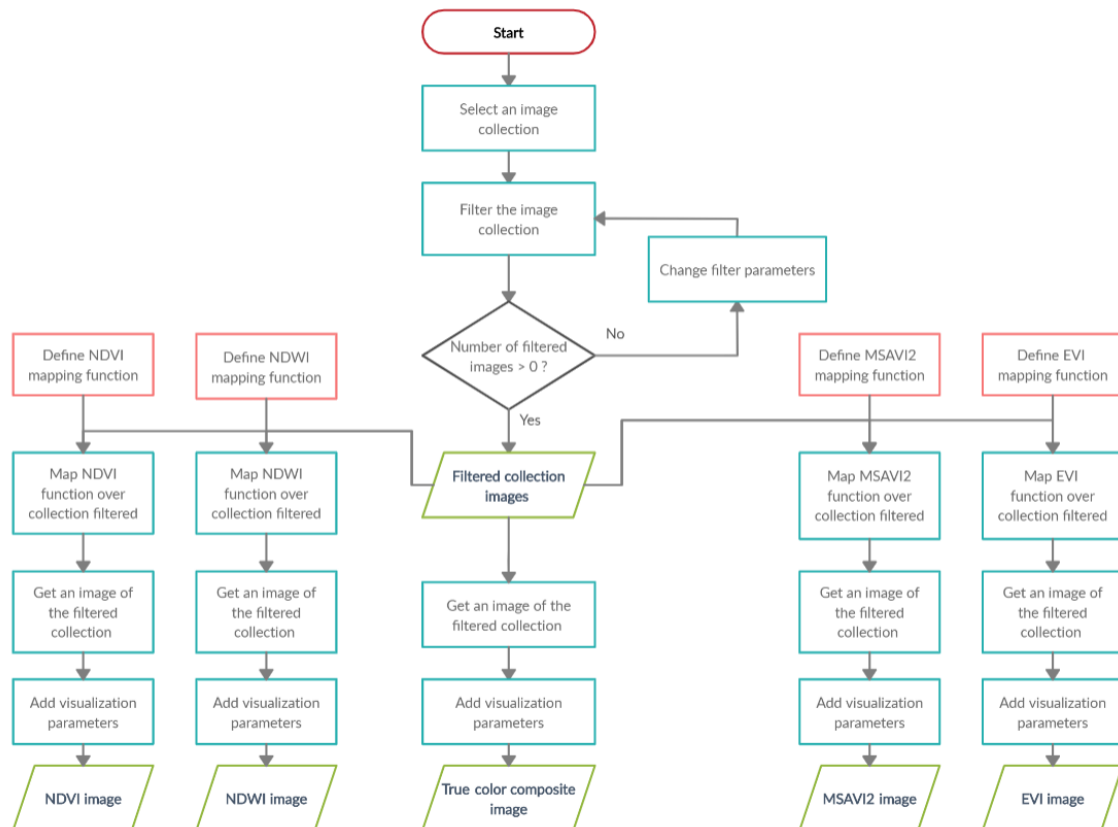 Start
Select an image
collection
Filter the image
collection
Change filter parameters
No
Number of filtered
images > 0 ?
Yes
Define NDVI
mapping function
Define NDWI
mapping function
Define MSAVI2
mapping function
Define EVI
mapping function
Map NDVI
function over
collection filtered
Map NDWI
function over
collection filtered
Filtered collection
images
Map MSAVI2
function over
collection filtered
Map EVI
function over
collection filtered
Get an image of
the filtered
collection
Get an image of
the filtered
collection
Get an image of the
filtered collection
Get an image of
the filtered
collection
Get an image of
the filtered
collection
Add visualization
parameters
Add visualization
parameters
Add visualization
parameters
Add visualization
parameters
Add visualization
parameters
NDVI image
NDWI image
True color composite
image
MSAVI2 image
EVI image